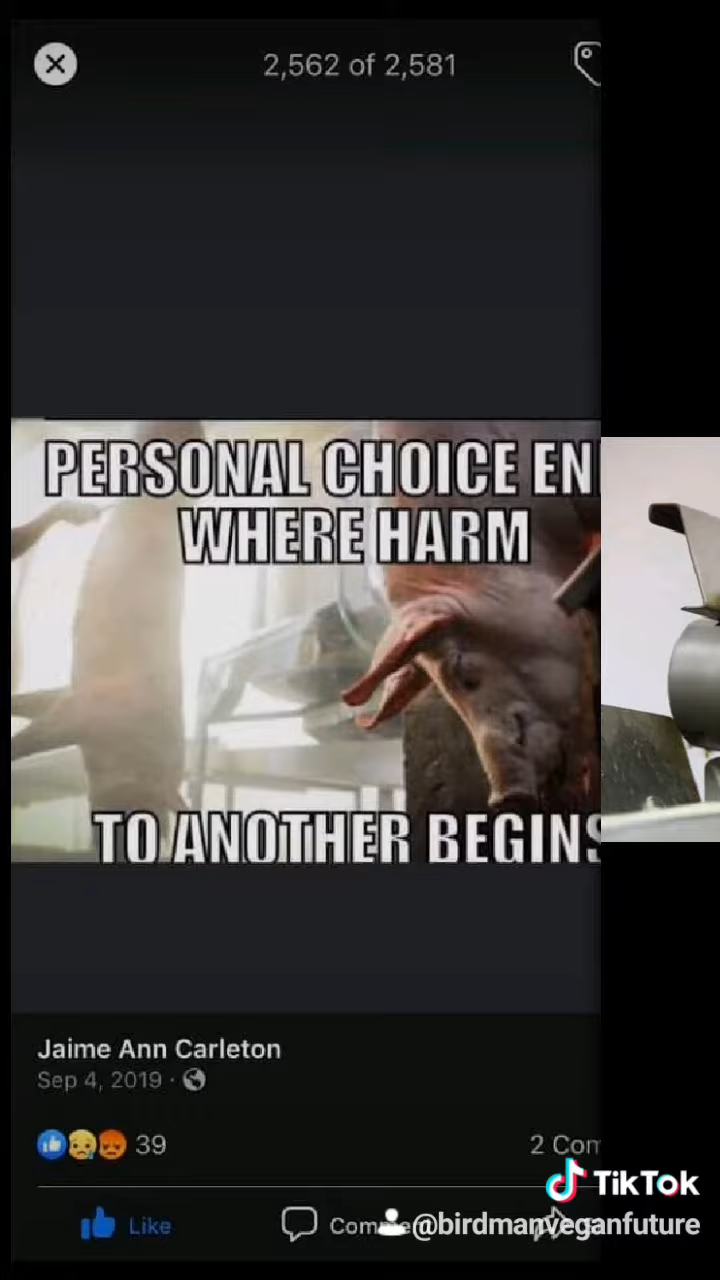 2,562 of 2,581
PERSONAL CHOICE EN
WHERE HARM
TO ANOTHER BEGINS
Jaime Ann Carleton
Sep 4, 2019 ·
39
2 Com
Like
Comment
TikTok
@birdmanveganfuture